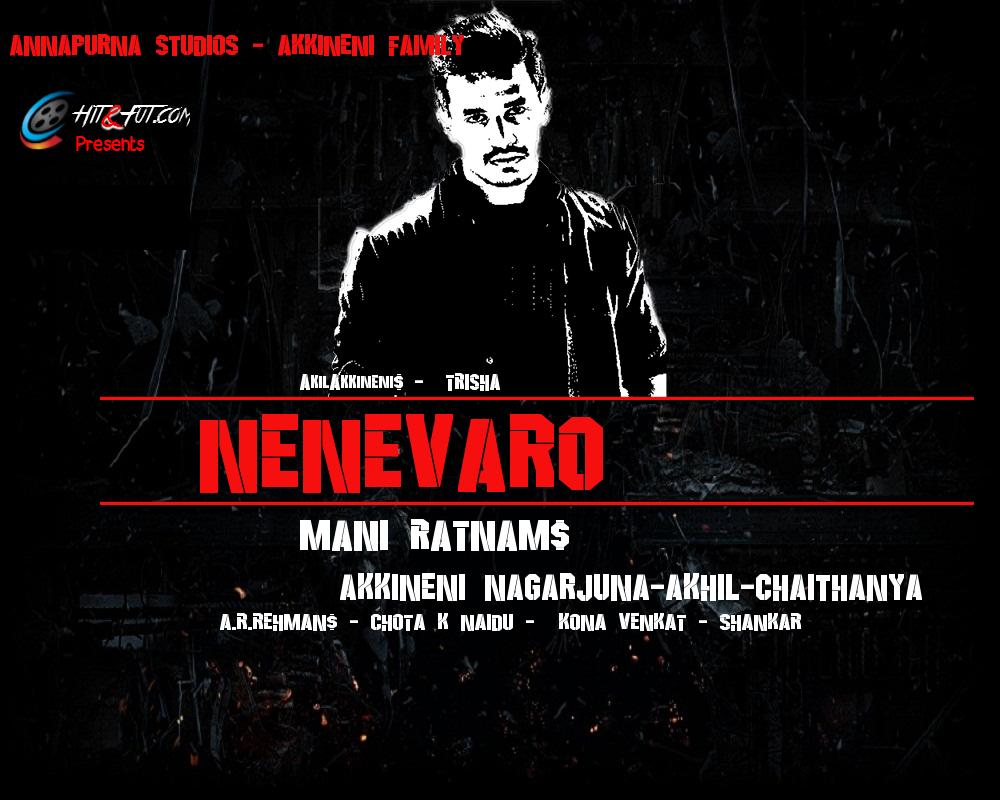 ANNAPURNA STUDIOS - AKKINENI FAMILY
HIT&FUT.COM
Presents
AKILAKKINENI$ - TRISHA
NENEVARO
MANI RATNAM$
AKKINENI NAGARJUNA-AKHIL-CHAITHANYA
A.R.REHMAN$ - CHOTA K NAIDU - KONA VENKAT - SHANKAR